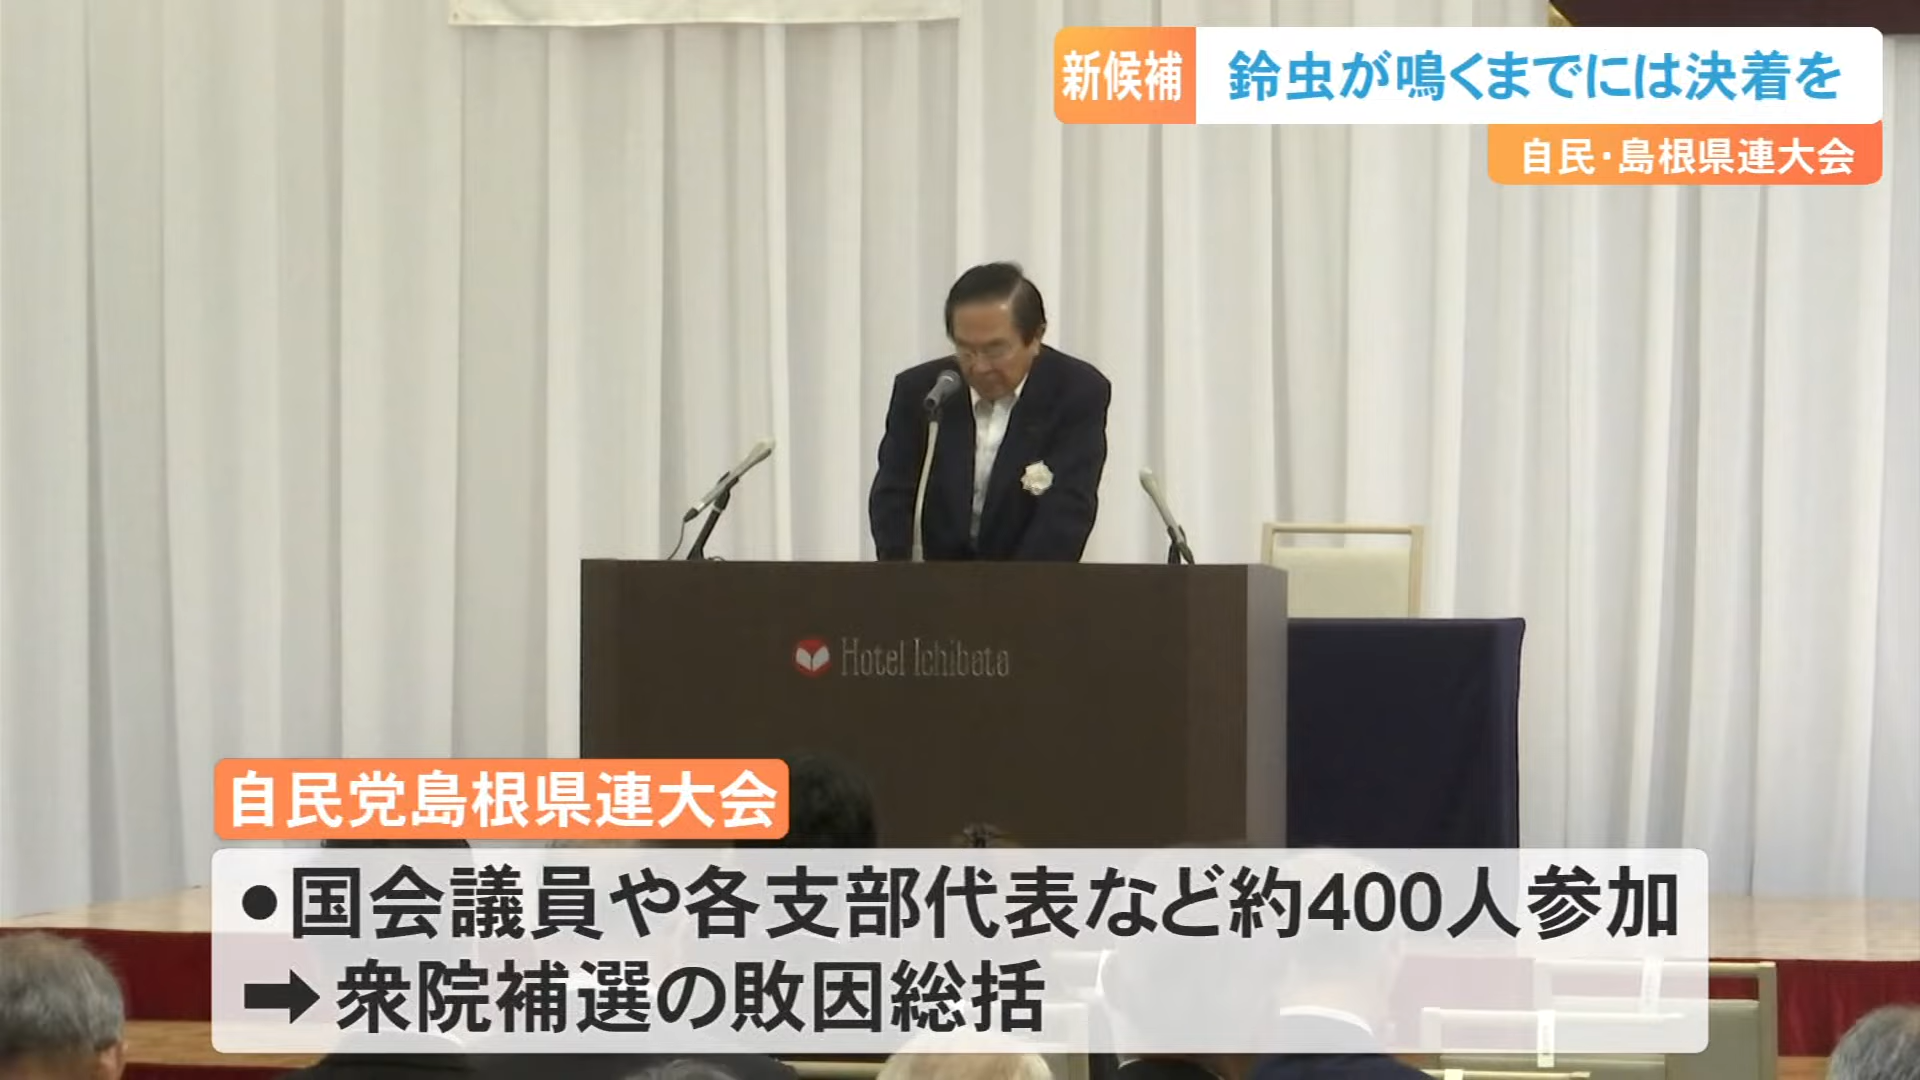 新候補 鈴虫が鳴くまでには決着を
自民・島根県連大会
Hotel Ichibata
自民党島根県連大会
●国会議員や各支部代表など約400人参加
➡衆院補選の敗因総括